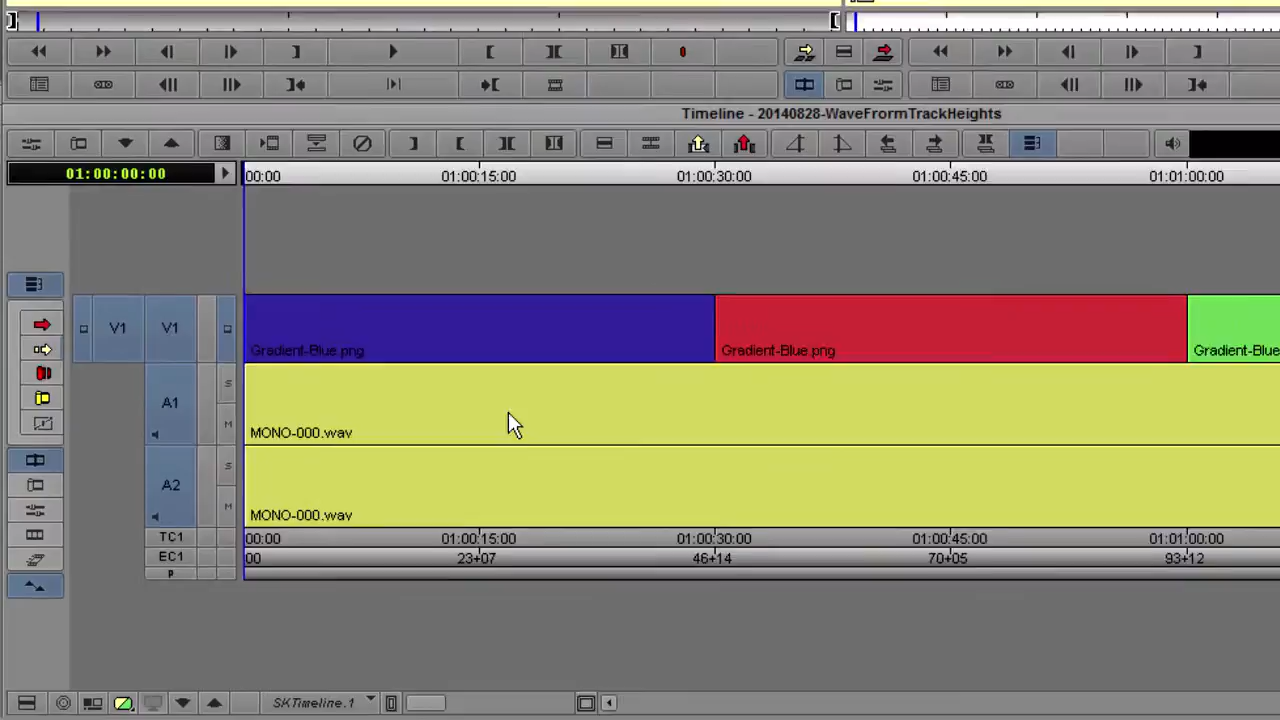 Timeline - 20140828-WaveFrormTrackHeights
01:00:00:00
00:00 01:00:15:00 01:00:30:00 01:00:45:00 01:01:00:00
V1 V1
Gradient-Blue.png Gradient-Blue.png Gradient-Blue
A1 S
M
MONO-000.wav
A2 S
M
MONO-000.wav
TC1 00:00 01:00:15:00 01:00:30:00 01:00:45:00 01:01:00:00
EC1 00 23+07 46+14 70+05 93+12
P
SKTimeline.1